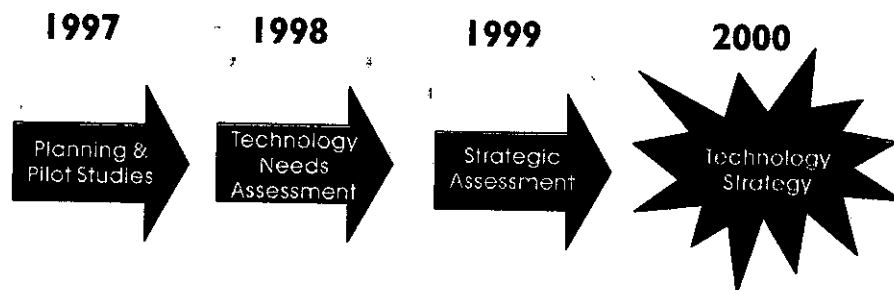 1997
1998
1999
2000
Planning &
Pilot Studies
Technology
Needs
Assessment
Strategic
Assessment
Technology
Strategy